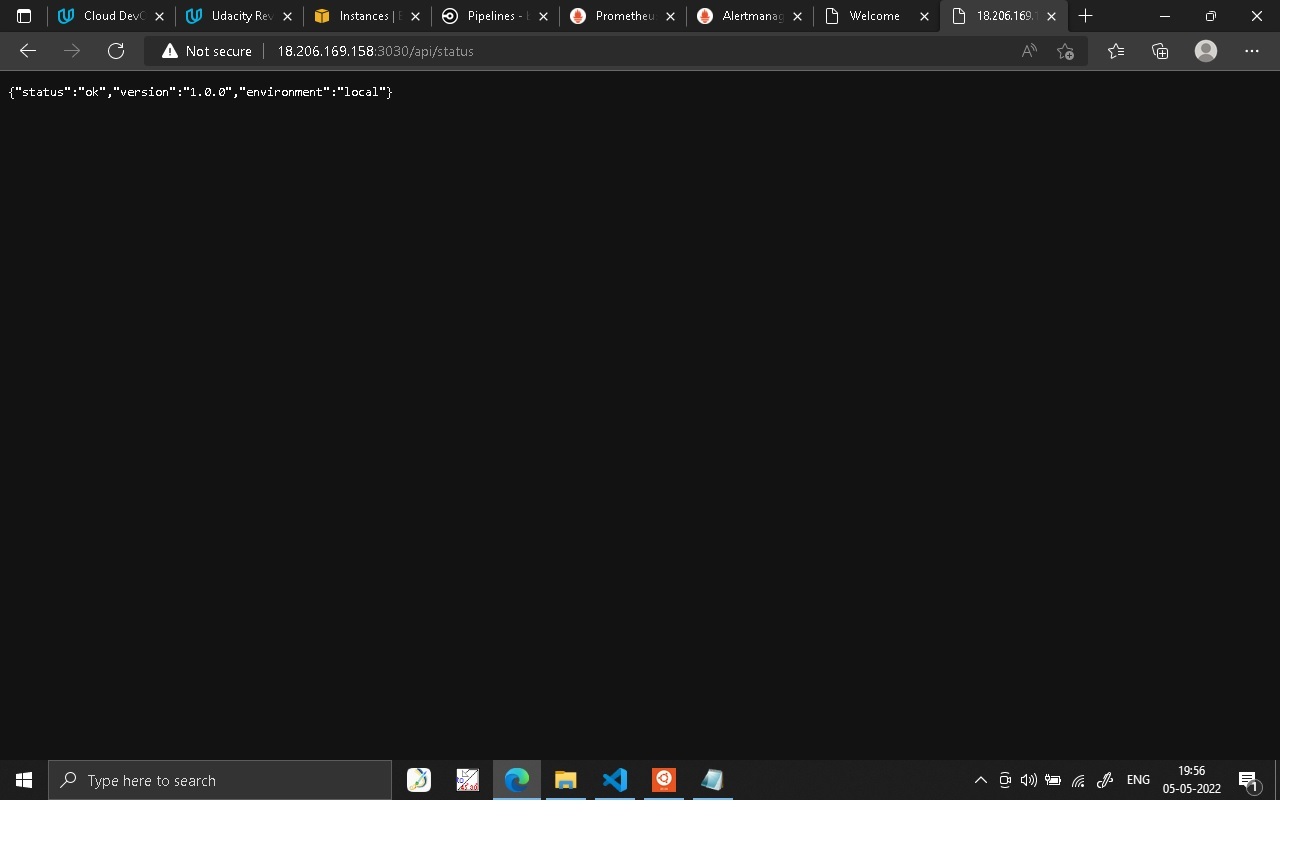 Cloud DevO Udacity Rev Instances | E Pipelines - Prometheu Alertmanag Welcome 18.206.169.1
Not secure 18.206.169.158:3030/api/status
{"status":"ok","version":"1.0.0","environment":"local"}
Type here to search
ENG
19:56
05-05-2022
1